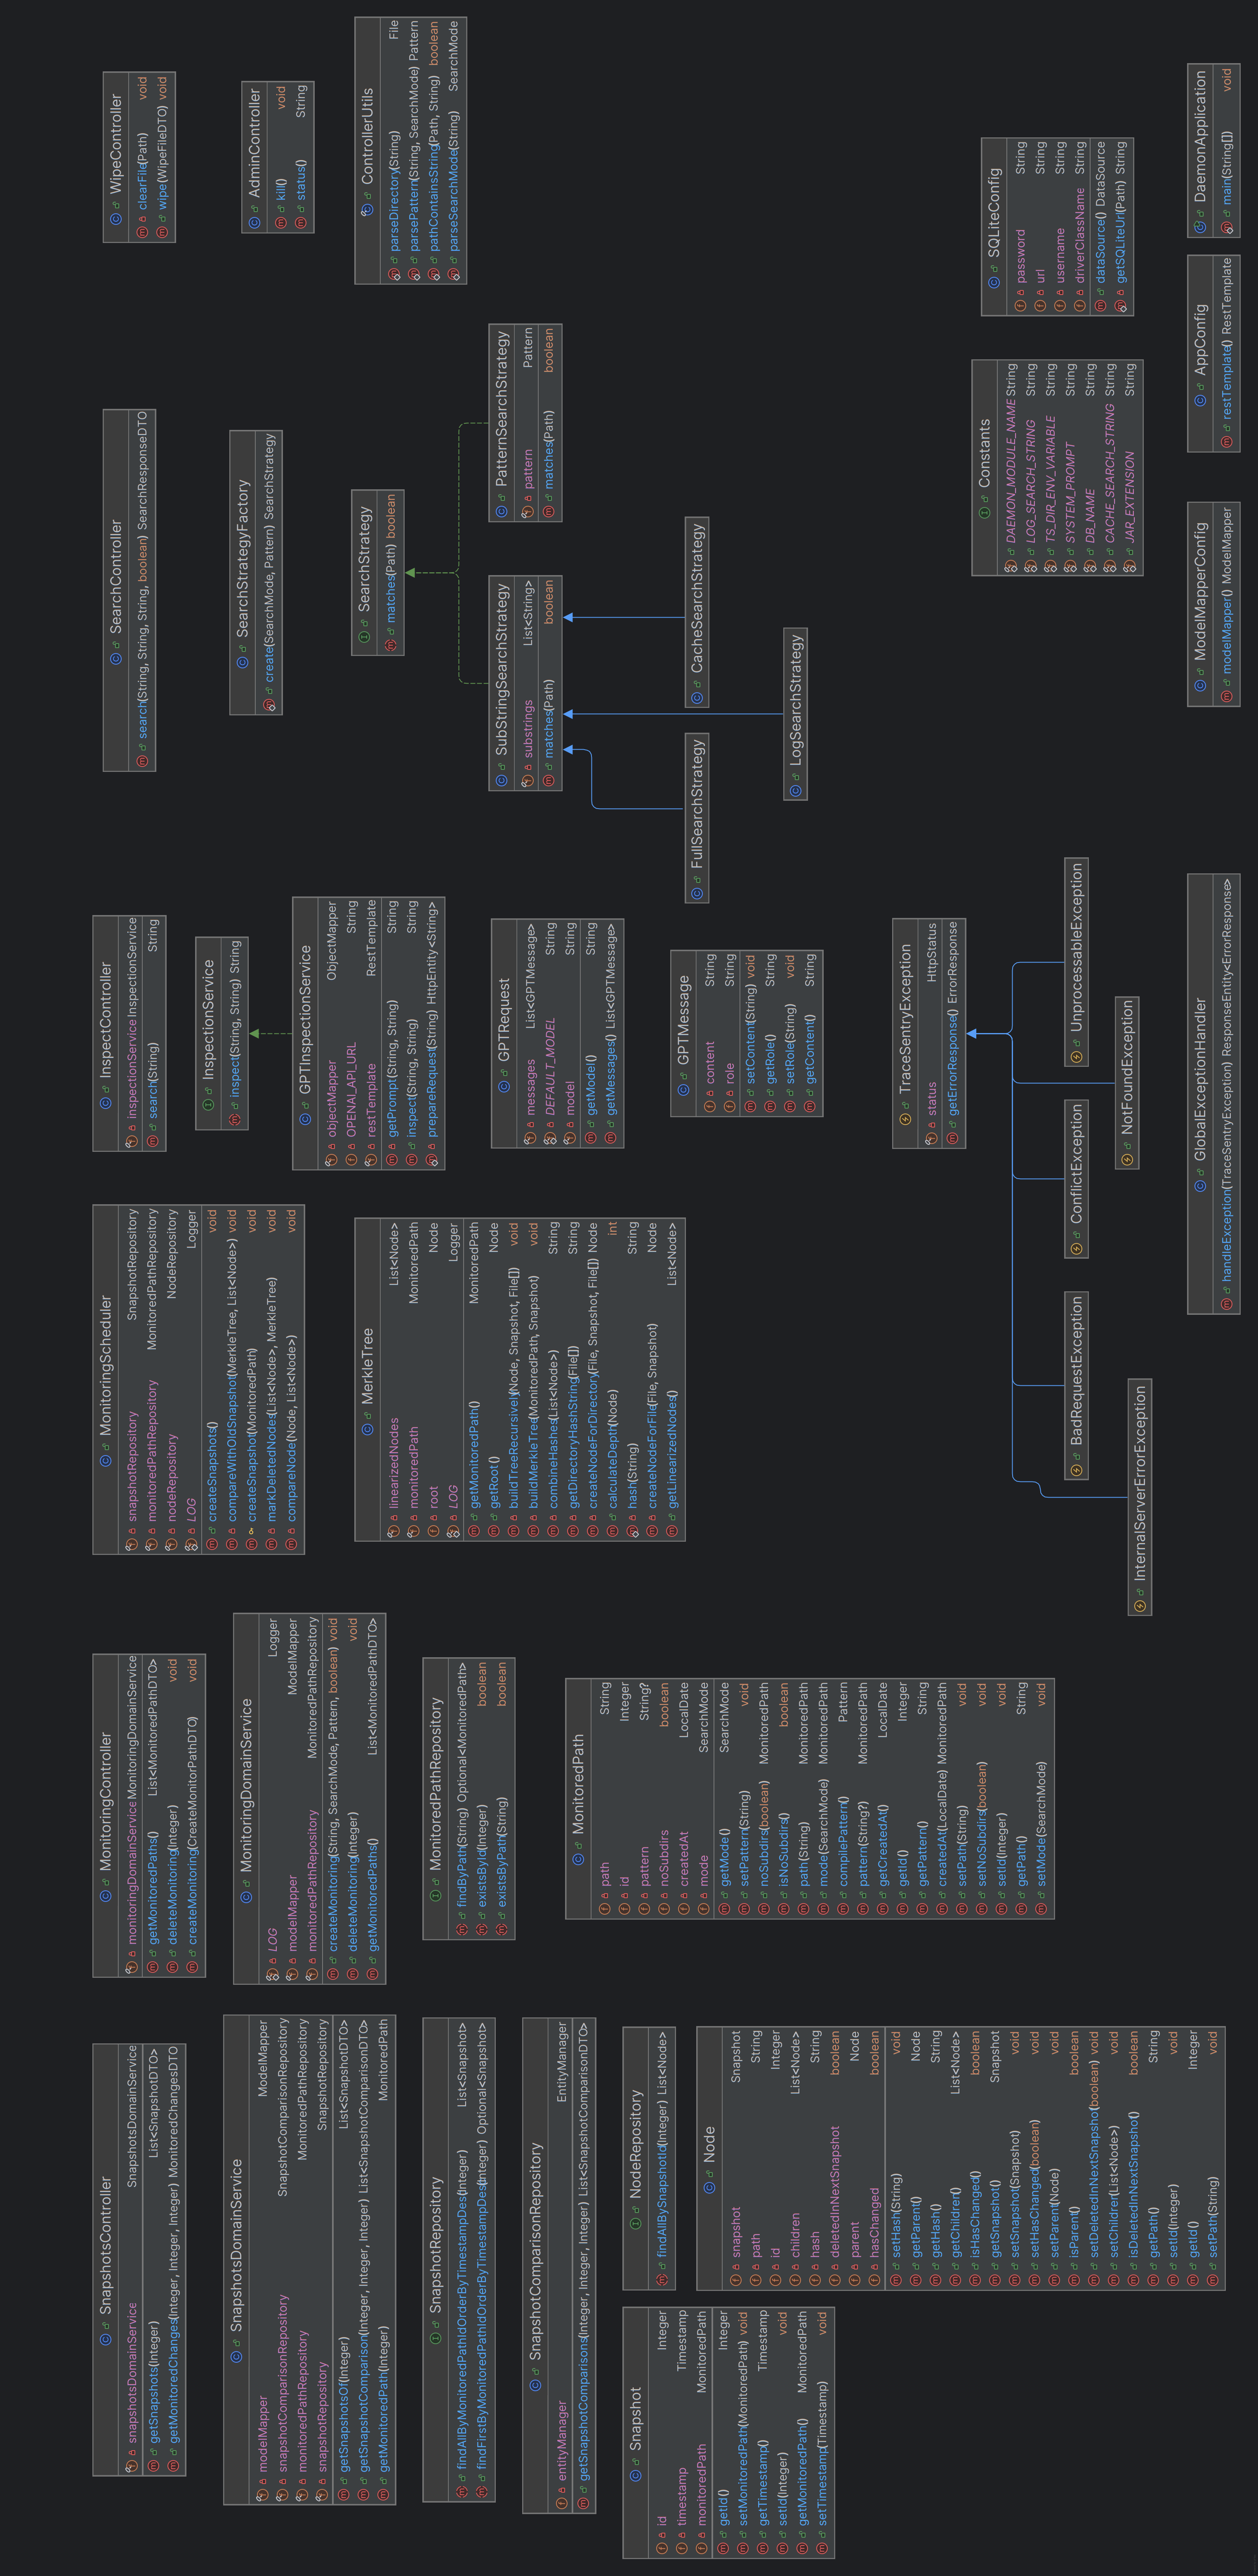 SnapshotsController
snapshotsDomainService SnapshotsDomainService
getSnapshots(Integer) List<SnapshotDTO>
getMonitoredChanges(Integer, Integer) MonitoredChangesDTO
SnapshotsDomainService
modelMapper ModelMapper
snapshotComparisonRepository SnapshotComparisonRepository
monitoredPathRepository MonitoredPathRepository
snapshotRepository SnapshotRepository
getSnapshotsOf(Integer) List<SnapshotDTO>
getSnapshotComparison(Integer, Integer) List<SnapshotComparisonDTO>
getMonitoredPath(Integer) MonitoredPath
SnapshotRepository
findAllByMonitoredPathIdOrderByTimestampDesc(Integer) List<Snapshot>
findFirstByMonitoredPathIdOrderByTimestampDesc(Integer) Optional<Snapshot>
SnapshotComparisonRepository
entityManager EntityManager
getSnapshotComparisons(Integer, Integer, Integer) List<SnapshotComparisonDTO>
Snapshot
id Integer
timestamp Timestamp
monitoredPath MonitoredPath
getId() Integer
setMonitoredPath(MonitoredPath) void
getTimestamp() Timestamp
setId(Integer) void
getMonitoredPath() MonitoredPath
setTimestamp(Timestamp) void
NodeRepository
findAllBySnapshotId(Integer) List<Node>
Node
snapshot Snapshot
path String
id Integer
children List<Node>
hash String
deletedInNextSnapshot boolean
parent Node
hasChanged boolean
setHash(String) void
getParent() Node
getHash() String
getChildren() List<Node>
isHasChanged() boolean
getSnapshot() Snapshot
setSnapshot(Snapshot) void
setHasChanged(boolean) void
setParent(Node) void
isParent() boolean
setDeletedInNextSnapshot(boolean) void
setChildren(List<Node>) void
isDeletedInNextSnapshot() boolean
getPath() String
setId(Integer) void
getId() Integer
setPath(String) void
MonitoringController
monitoringDomainService MonitoringDomainService
getMonitoredPaths() List<MonitoredPathDTO>
deleteMonitoring(Integer) void
createMonitoring(CreateMonitorPathDTO) void
MonitoringDomainService
LOG Logger
modelMapper ModelMapper
monitoredPathRepository MonitoredPathRepository
createMonitoring(String, SearchMode, Pattern, boolean) void
deleteMonitoring(Integer) void
getMonitoredPaths() List<MonitoredPathDTO>
MonitoredPathRepository
findByPath(String) Optional<MonitoredPath>
existsById(Integer) boolean
existsByPath(String) boolean
MonitoredPath
path String
id Integer
pattern String?
noSubdirs boolean
createdAt LocalDate
mode SearchMode
getMode() SearchMode
setPattern(String) void
noSubdirs(boolean) MonitoredPath
isNoSubdirs() boolean
path(String) MonitoredPath
mode(SearchMode) MonitoredPath
compilePattern() Pattern
pattern(String?) MonitoredPath
getCreatedAt() LocalDate
getId() Integer
getPattern() String
createdAt(LocalDate) MonitoredPath
setPath(String) void
setNoSubdirs(boolean) void
setId(Integer) void
getPath() String
setMode(SearchMode) void
MonitoringScheduler
snapshotRepository SnapshotRepository
monitoredPathRepository MonitoredPathRepository
nodeRepository NodeRepository
LOG Logger
createSnapshots() void
compareWithOldSnapshot(MerkleTree, List<Node>) void
createSnapshot(MonitoredPath) void
markDeletedNodes(List<Node>, MerkleTree) void
compareNode(Node, List<Node>) void
MerkleTree
linearizedNodes List<Node>
monitoredPath MonitoredPath
root Node
LOG Logger
getMonitoredPath() MonitoredPath
getRoot() Node
buildTreeRecursively(Node, Snapshot, File[]) void
buildMerkleTree(MonitoredPath, Snapshot) void
combineHashes(List<Node>) String
getDirectoryHashString(File[]) String
createNodeForDirectory(File, Snapshot, File[]) Node
calculateDepth(Node) int
hash(String) String
createNodeForFile(File, Snapshot) Node
getLinearizedNodes() List<Node>
InspectController
inspectionService InspectionService
search(String) String
InspectionService
inspect(String, String) String
GPTInspectionService
objectMapper ObjectMapper
OPENAI_API_URL String
restTemplate RestTemplate
getPrompt(String, String) String
inspect(String, String) String
prepareRequest(String) HttpEntity<String>
GPTRequest
messages List<GPTMessage>
DEFAULT_MODEL String
model String
getModel() String
getMessages() List<GPTMessage>
GPTMessage
content String
role String
setContent(String) void
getRole() String
setRole(String) void
getContent() String
TraceSentryException
status HttpStatus
getErrorResponse() ErrorResponse
InternalServerErrorException
BadRequestException
ConflictException
NotFoundException
UnprocessableException
GlobalExceptionHandler
handleException(TraceSentryException) ResponseEntity<ErrorResponse>
SearchController
search(String, String, boolean) SearchResponseDTO
SearchStrategyFactory
create(SearchMode, Pattern) SearchStrategy
SearchStrategy
matches(Path) boolean
SubStringSearchStrategy
substrings List<String>
matches(Path) boolean
PatternSearchStrategy
pattern Pattern
matches(Path) boolean
FullSearchStrategy
CacheSearchStrategy
LogSearchStrategy
WipeController
clearFile(Path) void
wipe(WipeFileDTO) void
AdminController
kill() void
status() String
ControllerUtils
parseDirectory(String) File
parsePattern(String, SearchMode) Pattern
pathContainsString(Path, String) boolean
parseSearchMode(String) SearchMode
Constants
DAEMON_MODULE_NAME String
LOG_SEARCH_STRING String
TS_DIR_ENV_VARIABLE String
SYSTEM_PROMPT String
DB_NAME String
CACHE_SEARCH_STRING String
JAR_EXTENSION String
SQLiteConfig
password String
url String
username String
driverClassName String
dataSource() DataSource
getSQLiteUrl(Path) String
ModelMapperConfig
modelMapper() ModelMapper
AppConfig
restTemplate() RestTemplate
DaemonApplication
main(String[]) void